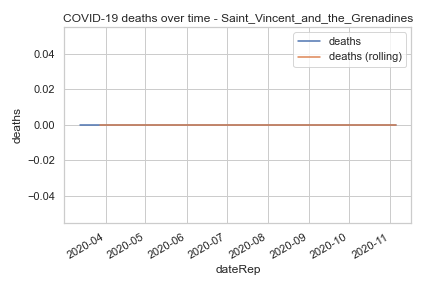 COVID-19 deaths over time - Saint_Vincent_and_the_Grenadines
deaths
deaths (rolling)
0.04
0.02
0.00
−0.02
−0.04
deaths
2020-04
2020-05
2020-06
2020-07
2020-08
2020-09
2020-10
2020-11
dateRep